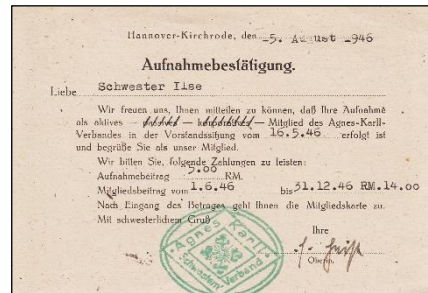 Hannover-Kirchrode, den 5. August 1946
Aufnahmebestätigung.
Liebe Schwester Ilse
Wir freuen uns, Ihnen mitteilen zu können, daß Ihre Aufnahme
als aktives — passives — korporatives — Mitglied des Agnes-Karll-
Verbandes in der Vorstandssitzung vom 16.5.46 erfolgt ist
und begrüße Sie als unser Mitglied.
Wir bitten Sie, folgende Zahlungen zu leisten:
Aufnahmebeitrag 5.00 RM.
Mitgliedsbeitrag vom 1.6.46 bis 31.12.46 RM.14.00
Nach Eingang des Betrages geht Ihnen die Mitgliedskarte zu.
Mit schwesterlichem Gruß
Ihre
Oberin.
Agnes Karll
Schwestern Verband